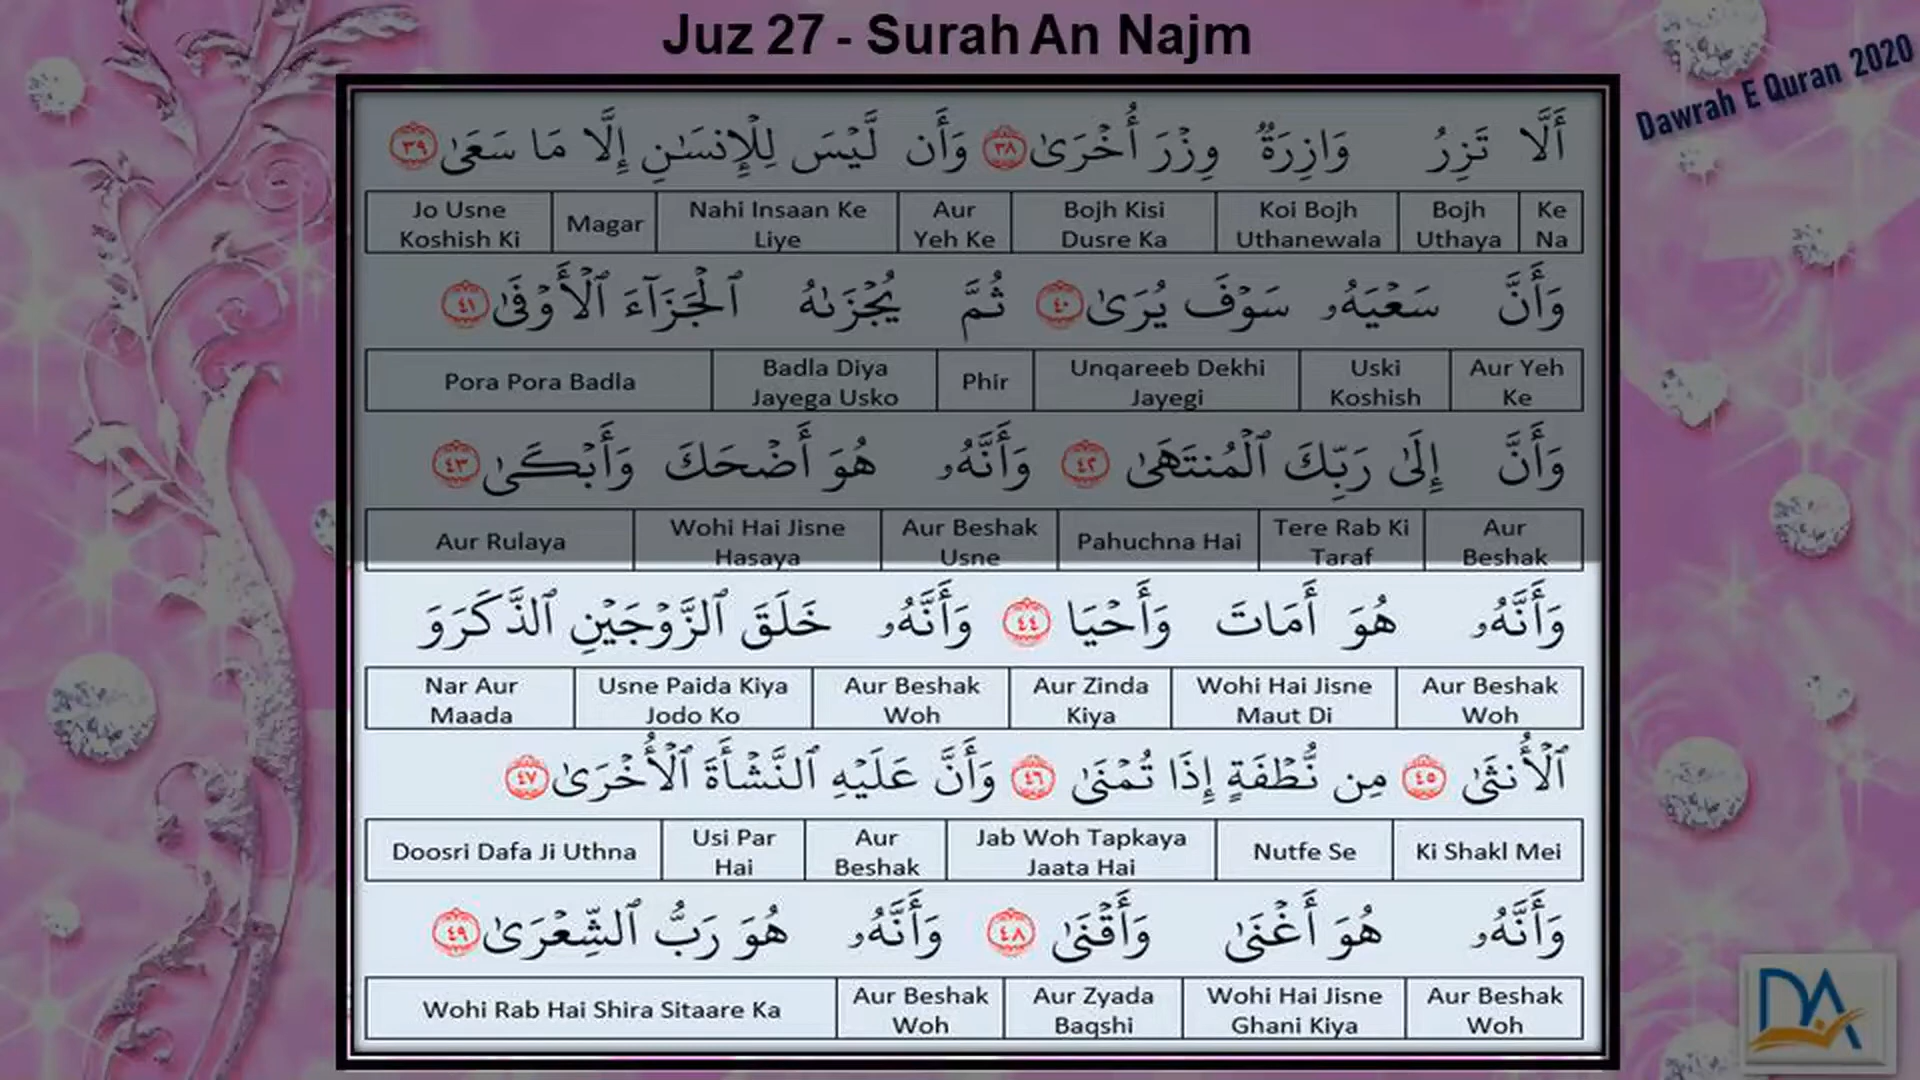 Juz 27 - Surah An Najm
Dawrah E Quran 2020
أَلَّا تَزِرُ وَازِرَةٌ وِزْرَ أُخْرَىٰ ٣٨ وَأَن لَّيْسَ لِلْإِنسَـٰنِ إِلَّا مَا سَعَىٰ ٣٩
Jo Usne Koshish Ki | Magar | Nahi Insaan Ke Liye | Aur Yeh Ke | Bojh Kisi Dusre Ka | Koi Bojh Uthanewala | Bojh Uthaya | Ke Na
وَأَنَّ سَعْيَهُۥ سَوْفَ يُرَىٰ ٤٠ ثُمَّ يُجْزَىٰهُ ٱلْجَزَآءَ ٱلْأَوْفَىٰ ٤١
Pora Pora Badla | Badla Diya Jayega Usko | Phir | Unqareeb Dekhi Jayegi | Uski Koshish | Aur Yeh Ke
وَأَنَّ إِلَىٰ رَبِّكَ ٱلْمُنتَهَىٰ ٤٢ وَأَنَّهُۥ هُوَ أَضْحَكَ وَأَبْكَىٰ ٤٣
Aur Rulaya | Wohi Hai Jisne Hasaya | Aur Beshak Usne | Pahuchna Hai | Tere Rab Ki Taraf | Aur Beshak
وَأَنَّهُۥ هُوَ أَمَاتَ وَأَحْيَا ٤٤ وَأَنَّهُۥ خَلَقَ ٱلزَّوْجَيْنِ ٱلذَّكَرَ وَ
Nar Aur Maada | Usne Paida Kiya Jodo Ko | Aur Beshak Woh | Aur Zinda Kiya | Wohi Hai Jisne Maut Di | Aur Beshak Woh
ٱلْأُنثَىٰ ٤٥ مِن نُّطْفَةٍ إِذَا تُمْنَىٰ ٤٦ وَأَنَّ عَلَيْهِ ٱلنَّشْأَةَ ٱلْأُخْرَىٰ ٤٧
Doosri Dafa Ji Uthna | Usi Par Hai | Aur Beshak | Jab Woh Tapkaya Jaata Hai | Nutfe Se | Ki Shakl Mei
وَأَنَّهُۥ هُوَ أَغْنَىٰ وَأَقْنَىٰ ٤٨ وَأَنَّهُۥ هُوَ رَبُّ ٱلشِّعْرَىٰ ٤٩
Wohi Rab Hai Shira Sitaare Ka | Aur Beshak Woh | Aur Zyada Baqshi | Wohi Hai Jisne Ghani Kiya | Aur Beshak Woh
DA